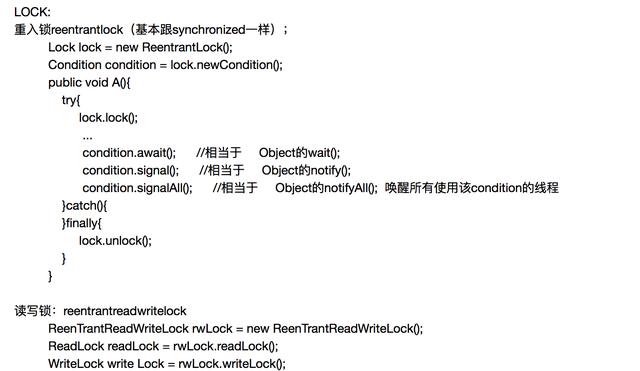 LOCK:
重入锁reentrantlock（基本跟synchronized一样）;
Lock lock = new ReentrantLock();
Condition condition = lock.newCondition();
public void A(){
try{
lock.lock();
...
condition.await(); //相当于 Object的wait();
condition.signal(); //相当于 Object的notify();
condition.signalAll(); //相当于 Object的notifyAll(); 唤醒所有使用该condition的线程
}catch(){
}finally{
lock.unlock();
}
}
读写锁：reentrantreadwritelock
ReenTrantReadWriteLock rwLock = new ReenTrantReadWriteLock();
ReadLock readLock = rwLock.readLock();
WriteLock write Lock = rwLock.writeLock();